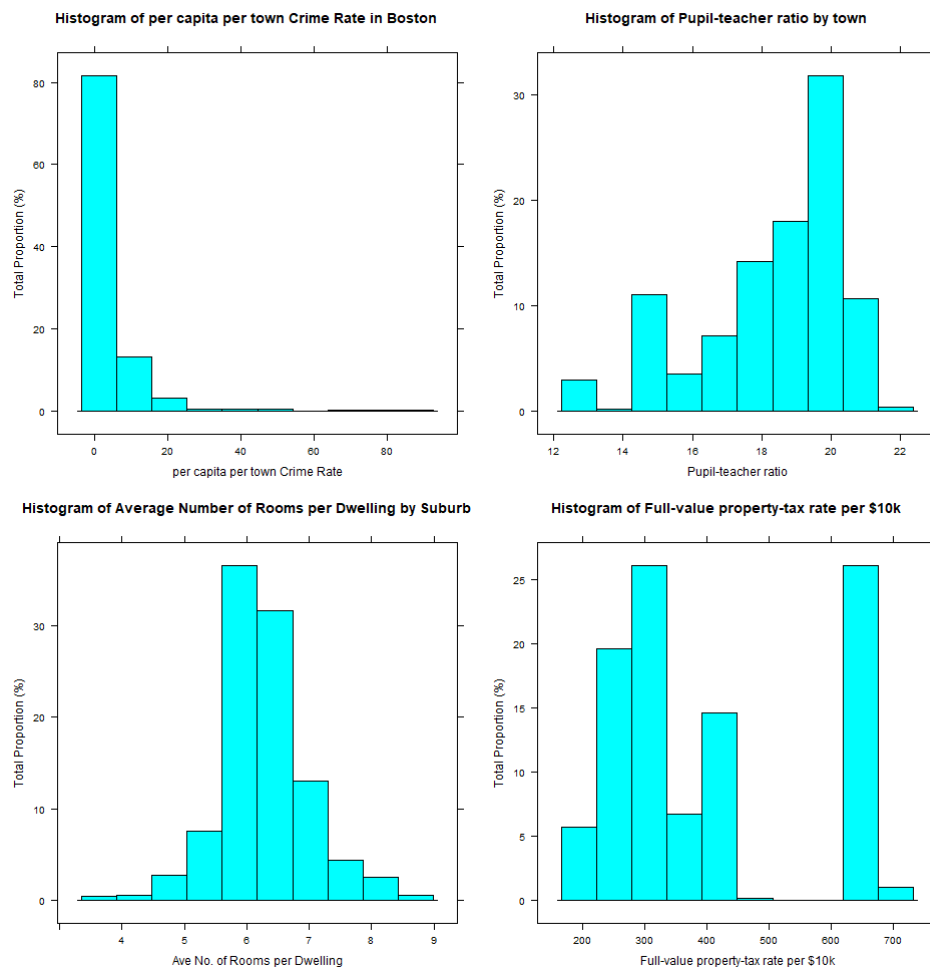 Histogram of per capita per town Crime Rate in Boston
Total Proportion (%)
80
60
40
20
0
0 20 40 60 80
per capita per town Crime Rate
Histogram of Pupil-teacher ratio by town
Total Proportion (%)
30
20
10
0
12 14 16 18 20 22
Pupil-teacher ratio
Histogram of Average Number of Rooms per Dwelling by Suburb
Total Proportion (%)
30
20
10
0
4 5 6 7 8 9
Ave No. of Rooms per Dwelling
Histogram of Full-value property-tax rate per $10k
Total Proportion (%)
25
20
15
10
5
0
200 300 400 500 600 700
Full-value property-tax rate per $10k